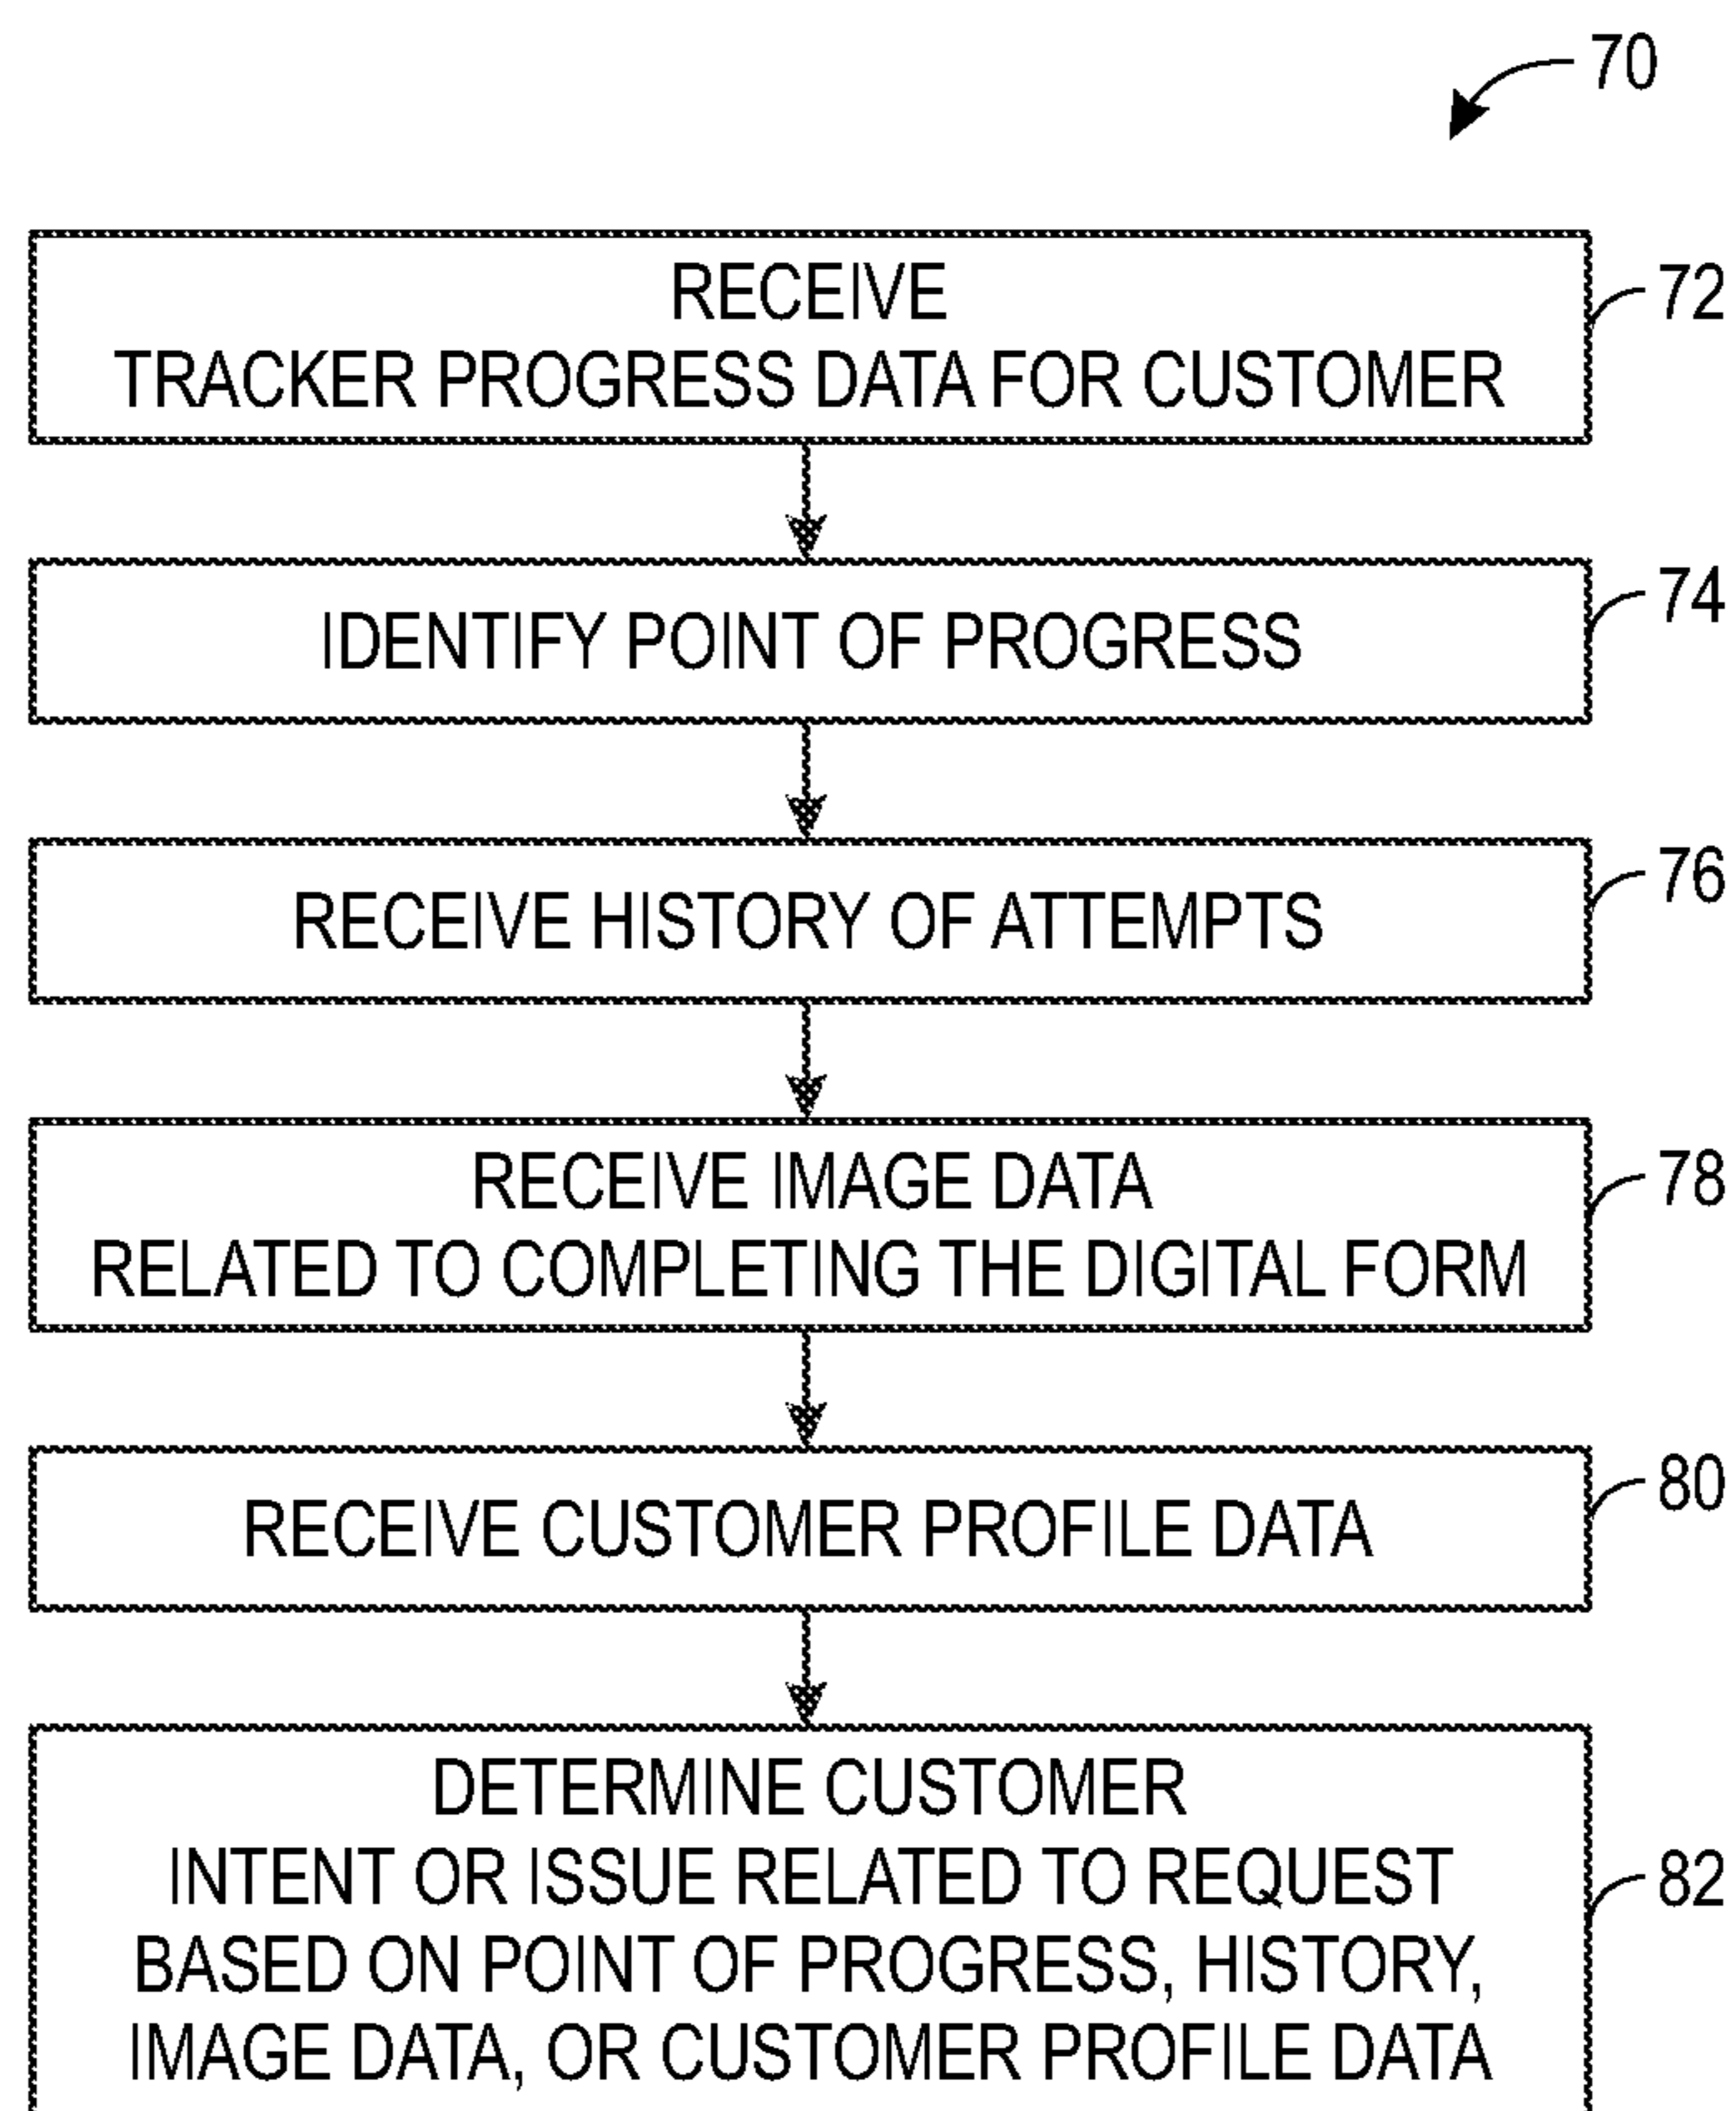 70
RECEIVE
TRACKER PROGRESS DATA FOR CUSTOMER
72
IDENTIFY POINT OF PROGRESS
74
RECEIVE HISTORY OF ATTEMPTS
76
RECEIVE IMAGE DATA
RELATED TO COMPLETING THE DIGITAL FORM
78
RECEIVE CUSTOMER PROFILE DATA
80
DETERMINE CUSTOMER
INTENT OR ISSUE RELATED TO REQUEST
BASED ON POINT OF PROGRESS, HISTORY,
IMAGE DATA, OR CUSTOMER PROFILE DATA
82